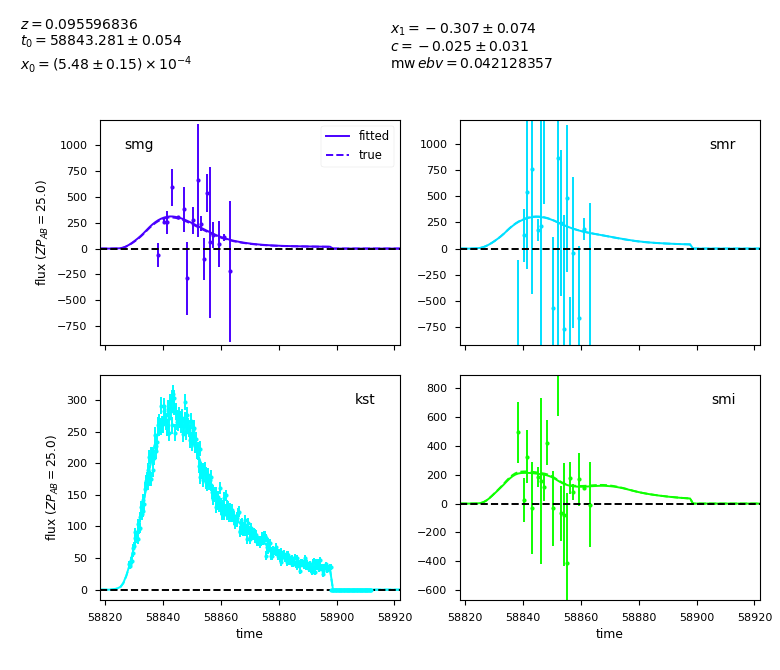 z = 0.095596836
t₀ = 58843.281 ± 0.054
x₀ = (5.48 ± 0.15) × 10⁻⁴
x₁ = −0.307 ± 0.074
c = −0.025 ± 0.031
mw ebv = 0.042128357
smg
fitted
true
1000
750
500
250
0
−250
−500
−750
flux (ZP_AB = 25.0)
smr
1000
750
500
250
0
−250
−500
−750
kst
300
250
200
150
100
50
0
flux (ZP_AB = 25.0)
58820 58840 58860 58880 58900 58920
time
smi
800
600
400
200
0
−200
−400
−600
58820 58840 58860 58880 58900 58920
time